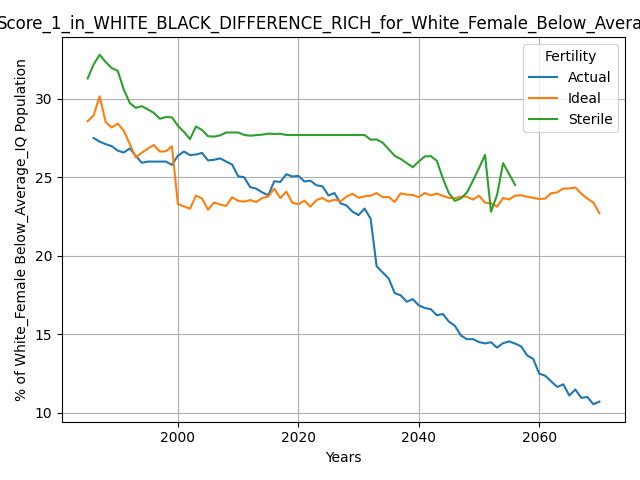 Score_1_in_WHITE_BLACK_DIFFERENCE_RICH_for_White_Female_Below_Avera
Fertility
Actual
Ideal
Sterile
% of White_Female Below_Average_IQ Population
30
25
20
15
10
2000 2020 2040 2060
Years